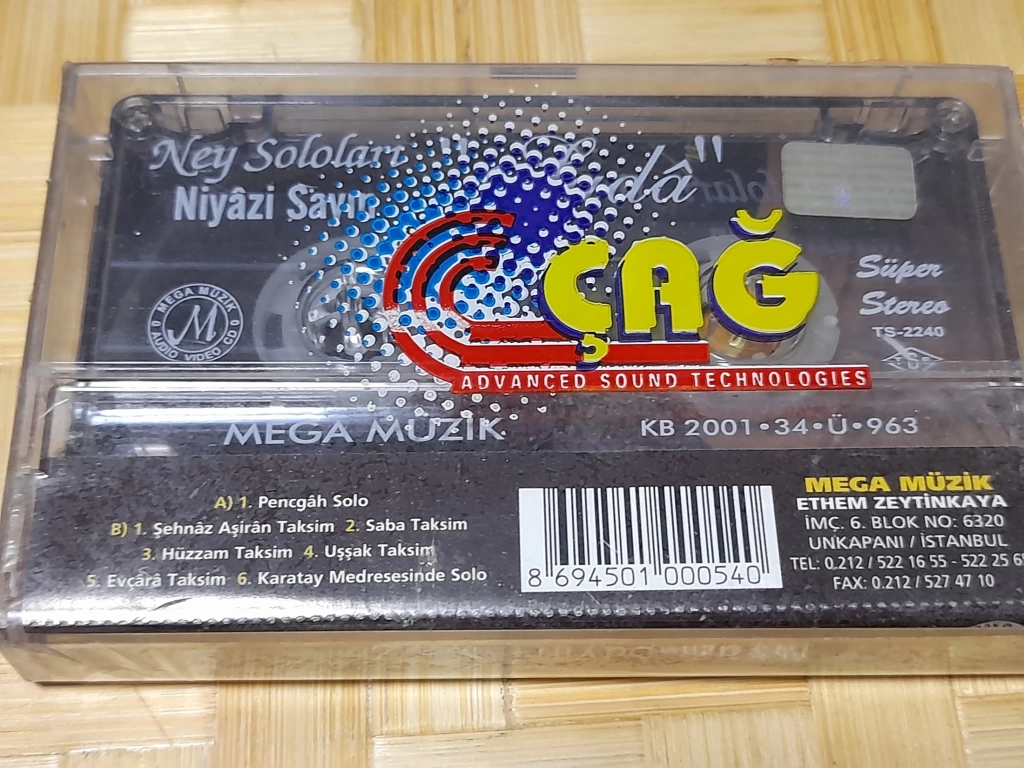 Ney Soloları
Niyâzi Sayın
ÇAĞ
ADVANCED SOUND TECHNOLOGIES
Süper
Stereo
TS-2240
MEGA MÜZİK
M
AUDIO VIDEO CD
MEGA MÜZİK
KB 2001•34•Ü•963
A) 1. Pencgâh Solo
B) 1. Şehnâz Aşirân Taksim 2. Saba Taksim
3. Hüzzam Taksim 4. Uşşak Taksim
5. Evcârâ Taksim 6. Karatay Medresesinde Solo
8 694501 000540
MEGA MÜZİK
ETHEM ZEYTİNKAYA
İMÇ. 6. BLOK NO: 6320
UNKAPANI / İSTANBUL
TEL: 0.212 / 522 16 55 - 522 25 6
FAX: 0.212 / 527 47 10